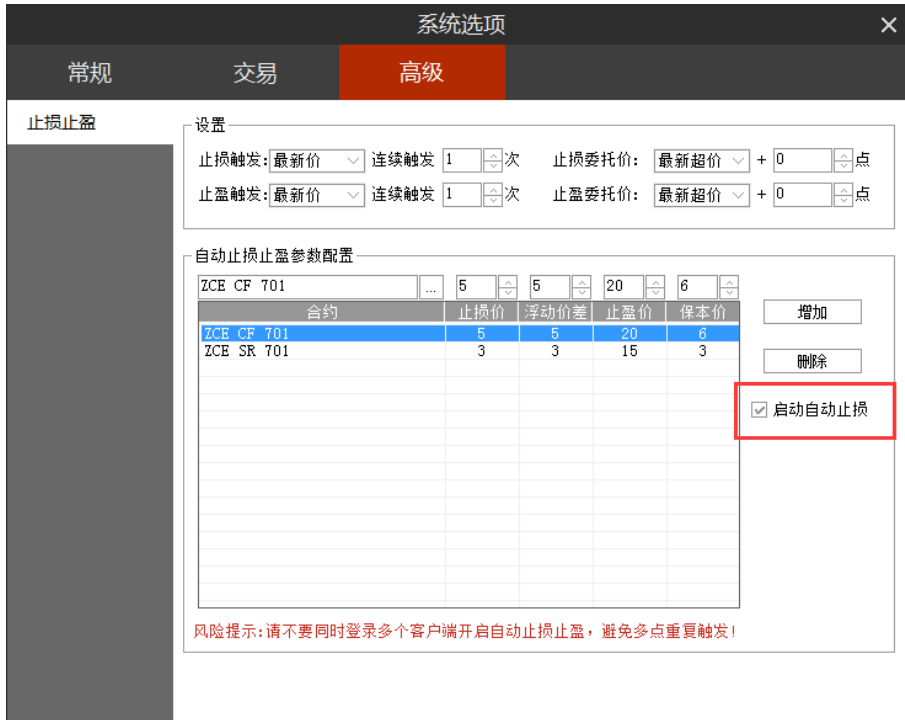 系统选项
常规 交易 高级
止损止盈
设置
止损触发: 最新价 连续触发 1 次 止损委托价: 最新超价 + 0 点
止盈触发: 最新价 连续触发 1 次 止盈委托价: 最新超价 + 0 点
自动止损止盈参数配置
ZCE CF 701 ... 5 5 20 6
合约 止损价 浮动价差 止盈价 保本价
ZCE CF 701 5 5 20 6
ZCE SR 701 3 3 15 3
增加
删除
启动自动止损
风险提示:请不要同时登录多个客户端开启自动止损止盈，避免多点重复触发!